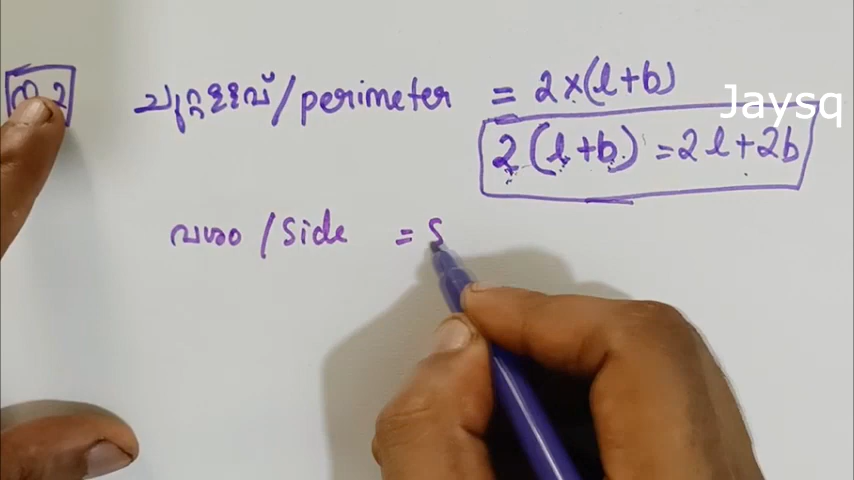 ചുറ്റളവ്/perimeter = 2×(l+b)
Jaysq
2(l+b) = 2l+2b
വശം/Side = S